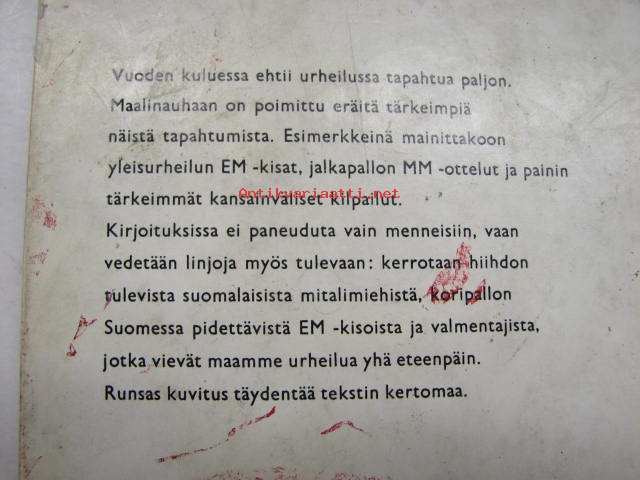 Vuoden kuluessa ehtii urheilussa tapahtua paljon.
Maalinauhaan on poimittu eräitä tärkeimpiä
näistä tapahtumista. Esimerkkeinä mainittakoon
yleisurheilun EM -kisat, jalkapallon MM -ottelut ja painin
tärkeimmät kansainväliset kilpailut.
Antikvariaatti.net
Kirjoituksissa ei paneuduta vain menneisiin, vaan
vedetään linjoja myös tulevaan: kerrotaan hiihdon
tulevista suomalaisista mitalimiehistä, koripallon
Suomessa pidettävistä EM -kisoista ja valmentajista,
jotka vievät maamme urheilua yhä eteenpäin.
Runsas kuvitus täydentää tekstin kertomaa.